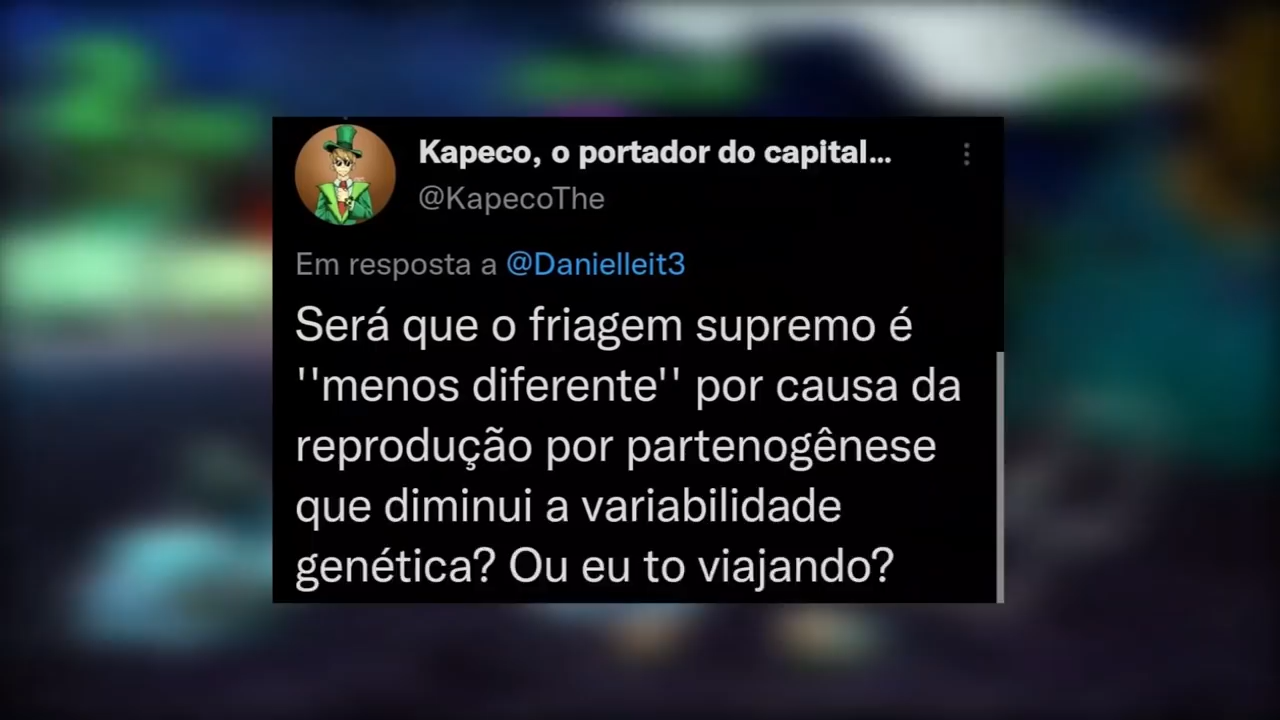 Kapeco, o portador do capital...
@KapecoThe
Em resposta a @Danielleit3
Será que o friagem supremo é
''menos diferente'' por causa da
reprodução por partenogênese
que diminui a variabilidade
genética? Ou eu to viajando?